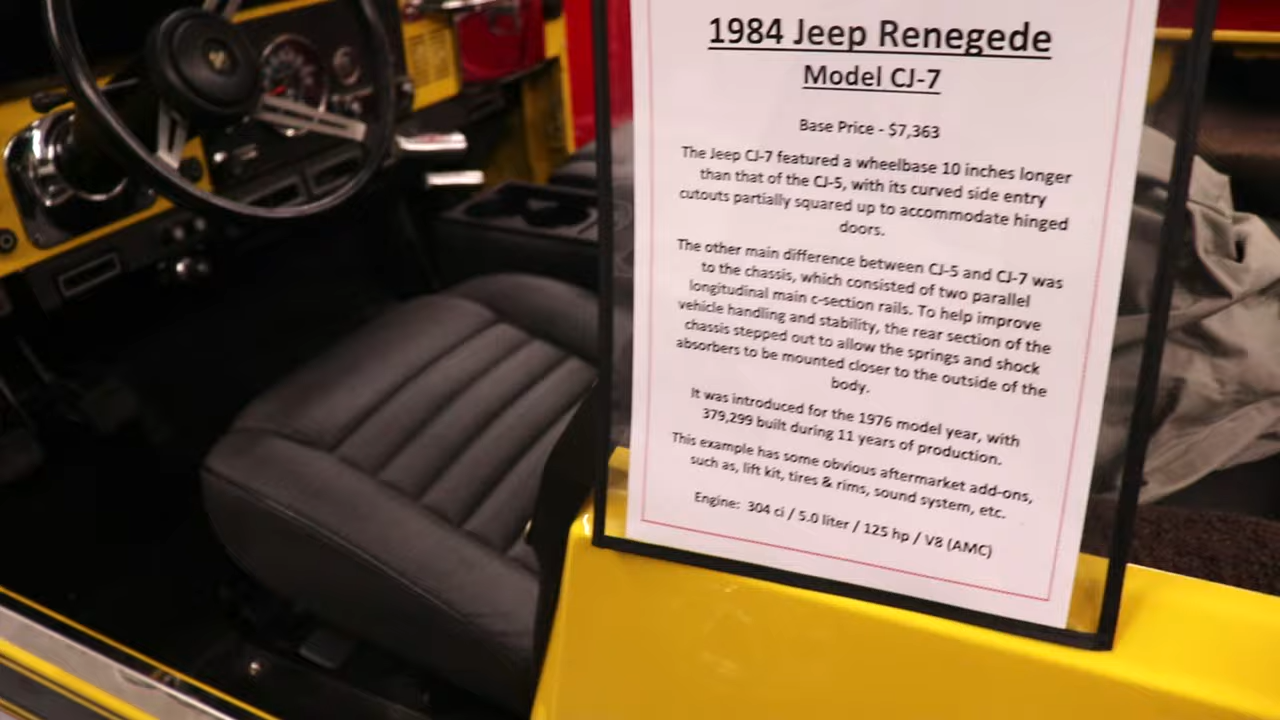 1984 Jeep Renegede
Model CJ-7
Base Price - $7,363
The Jeep CJ-7 featured a wheelbase 10 inches longer
than that of the CJ-5, with its curved side entry
cutouts partially squared up to accommodate hinged
doors.
The other main difference between CJ-5 and CJ-7 was
to the chassis, which consisted of two parallel
longitudinal main c-section rails. To help improve
vehicle handling and stability, the rear section of the
chassis stepped out to allow the springs and shock
absorbers to be mounted closer to the outside of the
body.
It was introduced for the 1976 model year, with
379,299 built during 11 years of production.
This example has some obvious aftermarket add-ons,
such as, lift kit, tires & rims, sound system, etc.
Engine: 304 ci / 5.0 liter / 125 hp / V8 (AMC)